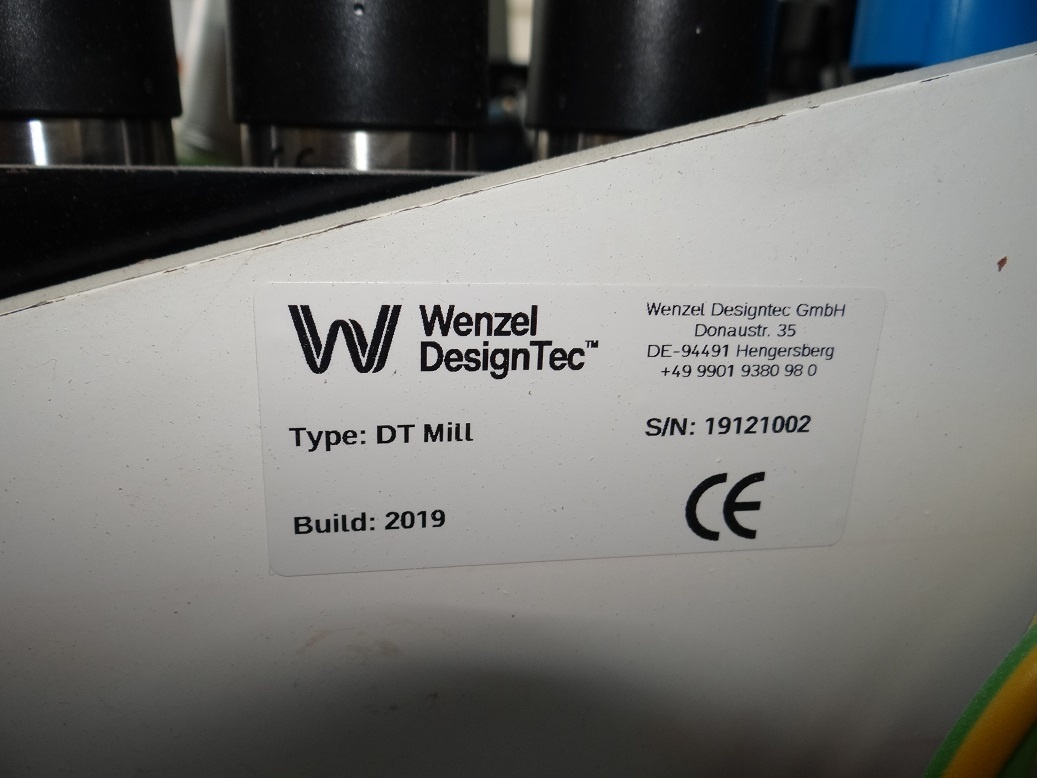 W Wenzel
DesignTec™
Wenzel Designtec GmbH
Donaustr. 35
DE-94491 Hengersberg
+49 9901 9380 98 0
Type: DT Mill
S/N: 19121002
Build: 2019
CE